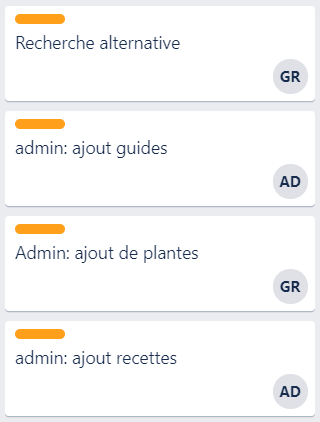 Recherche alternative
GR
admin: ajout guides
AD
Admin: ajout de plantes
GR
admin: ajout recettes
AD